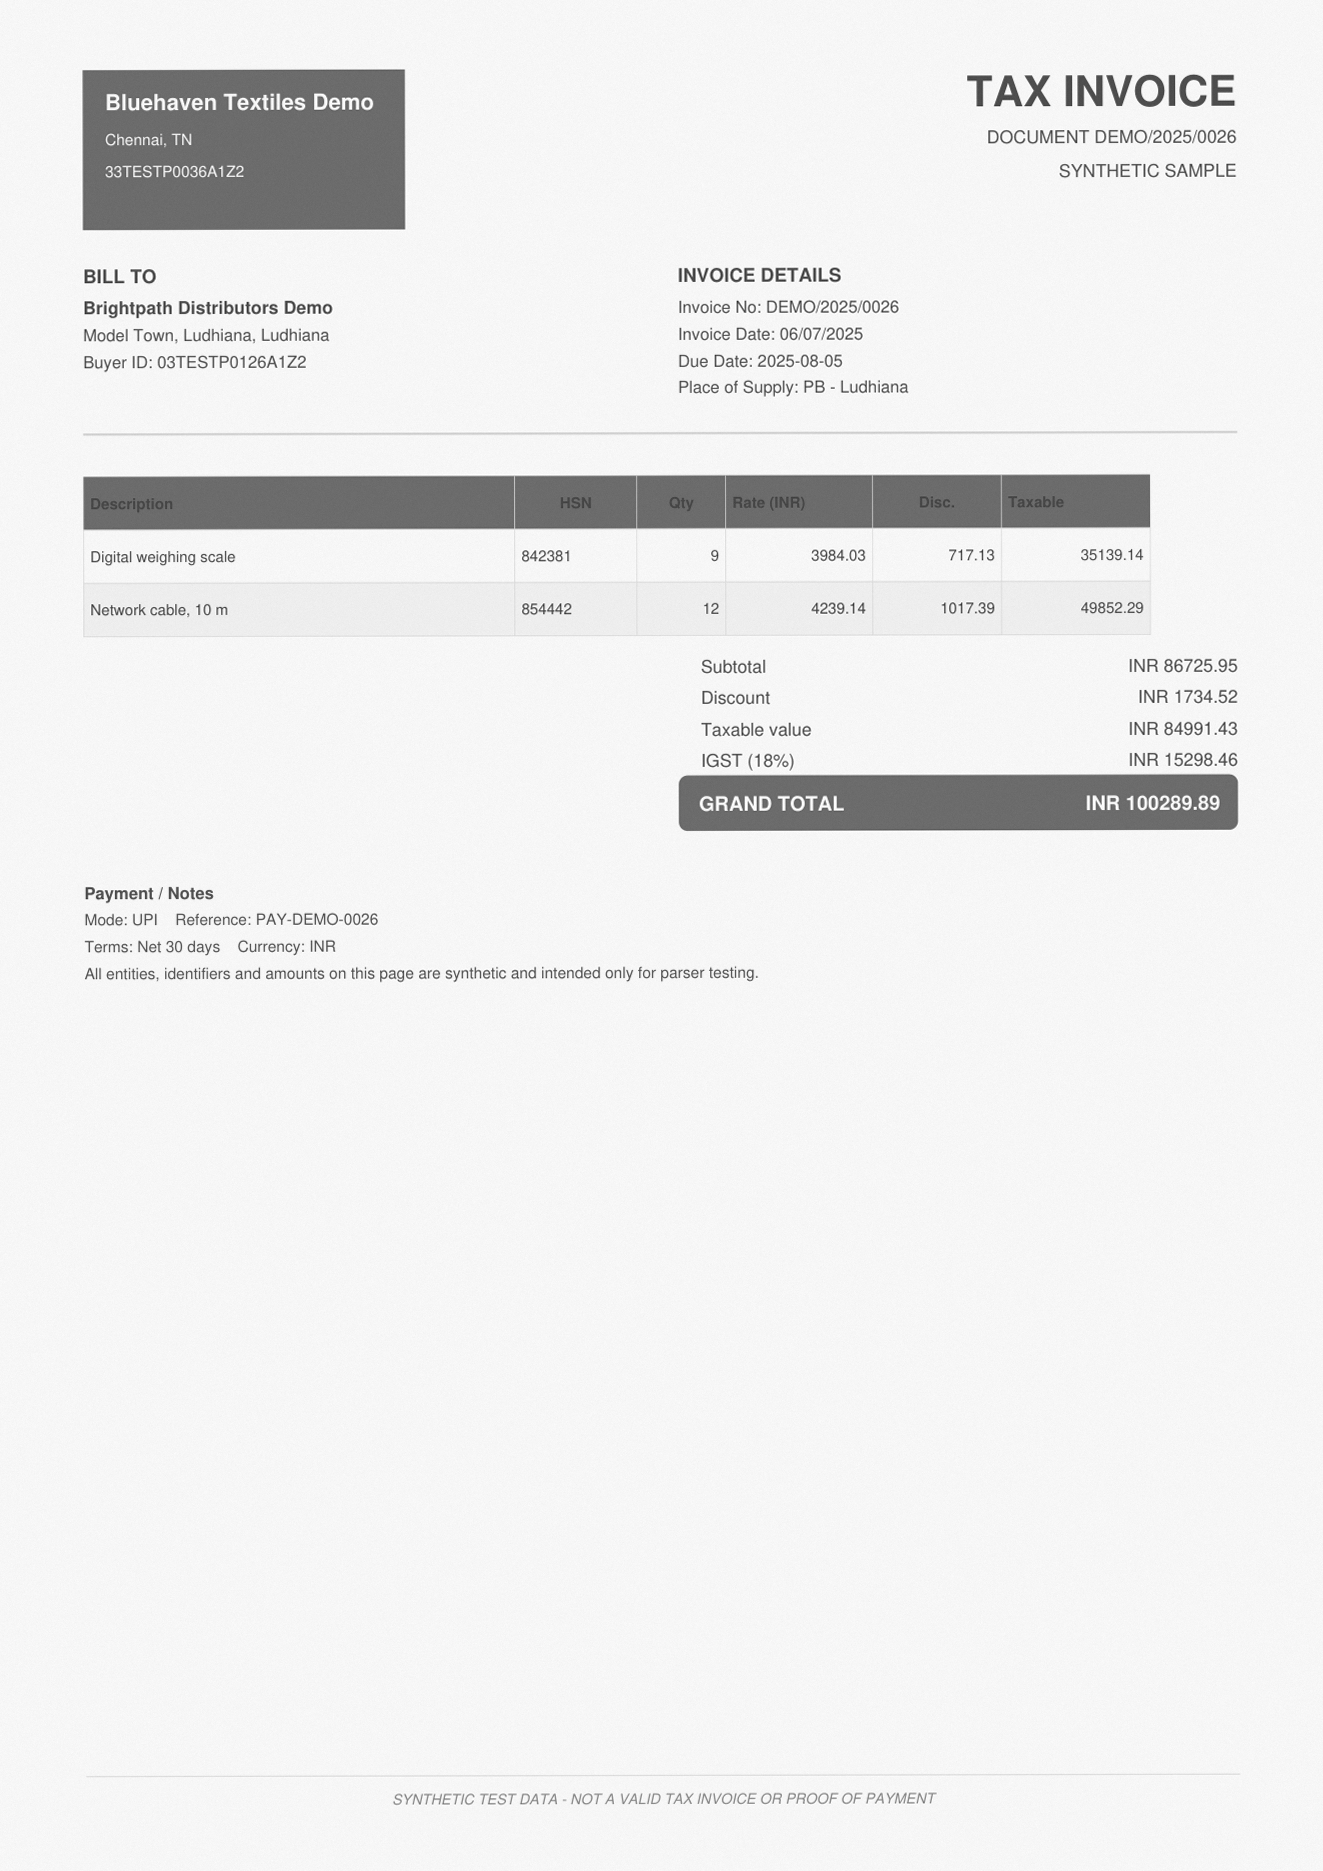 Bluehaven Textiles Demo
Chennai, TN
33TESTP0036A1Z2
TAX INVOICE
DOCUMENT DEMO/2025/0026
SYNTHETIC SAMPLE
BILL TO
Brightpath Distributors Demo
Model Town, Ludhiana, Ludhiana
Buyer ID: 03TESTP0126A1Z2
INVOICE DETAILS
Invoice No: DEMO/2025/0026
Invoice Date: 06/07/2025
Due Date: 2025-08-05
Place of Supply: PB - Ludhiana
Description HSN Qty Rate (INR) Disc. Taxable
Digital weighing scale 842381 9 3984.03 717.13 35139.14
Network cable, 10 m 854442 12 4239.14 1017.39 49852.29
Subtotal INR 86725.95
Discount INR 1734.52
Taxable value INR 84991.43
IGST (18%) INR 15298.46
GRAND TOTAL INR 100289.89
Payment / Notes
Mode: UPI Reference: PAY-DEMO-0026
Terms: Net 30 days Currency: INR
All entities, identifiers and amounts on this page are synthetic and intended only for parser testing.
SYNTHETIC TEST DATA - NOT A VALID TAX INVOICE OR PROOF OF PAYMENT